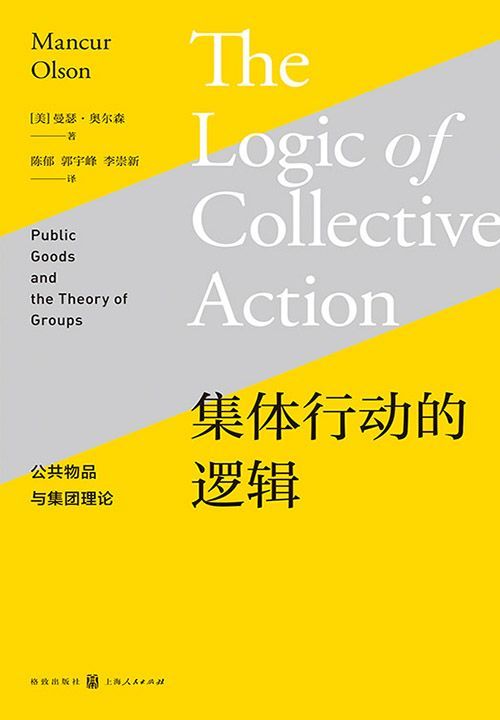 Mancur
Olson
[美] 曼瑟·奥尔森
著
陈郁 郭宇峰 李崇新
译
Public
Goods
and
the Theory of
Groups
The
Logic of
Collective
Action
集体行动的
逻辑
公共物品
与集团理论
格致出版社 上海人民出版社